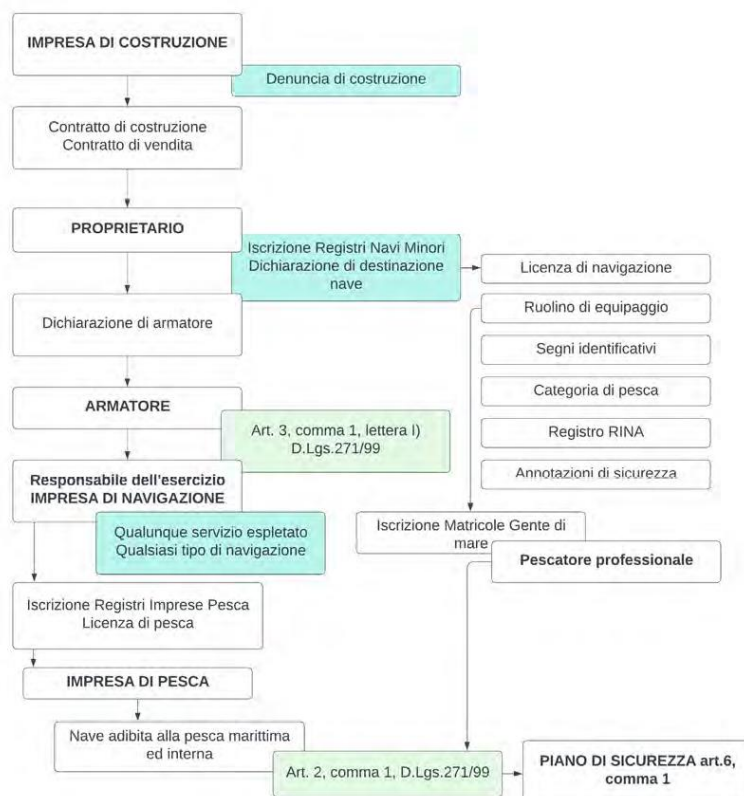 IMPRESA DI COSTRUZIONE
Denuncia di costruzione
Contratto di costruzione
Contratto di vendita
PROPRIETARIO
Iscrizione Registri Navi Minori
Dichiarazione di destinazione
nave
Licenza di navigazione
Ruolino di equipaggio
Dichiarazione di armatore
Segni identificativi
Categoria di pesca
ARMATORE
Art. 3, comma 1, lettera l)
D.Lgs.271/99
Registro RINA
Annotazioni di sicurezza
Responsabile dell'esercizio
IMPRESA DI NAVIGAZIONE
Qualunque servizio espletato
Qualsiasi tipo di navigazione
Iscrizione Matricole Gente di
mare
Pescatore professionale
Iscrizione Registri Imprese Pesca
Licenza di pesca
IMPRESA DI PESCA
Nave adibita alla pesca marittima
ed interna
Art. 2, comma 1, D.Lgs.271/99
PIANO DI SICUREZZA art.6,
comma 1